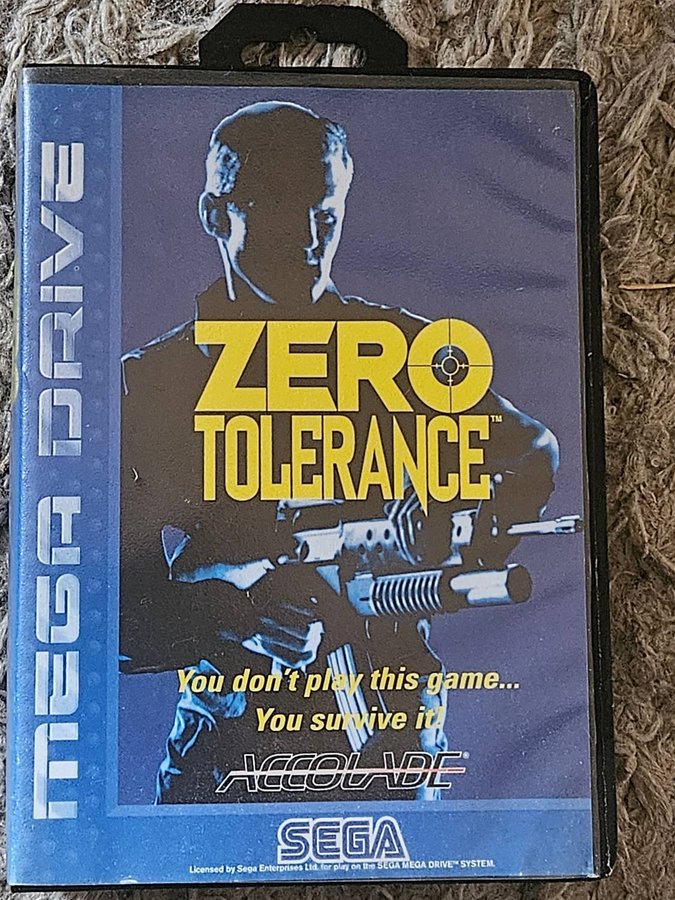 MEGA DRIVE
ZERO
TOLERANCE™
You don't play this game...
You survive it!
ACCOLADE®
SEGA
Licensed by Sega Enterprises Ltd. for play on the SEGA MEGA DRIVE™ SYSTEM.